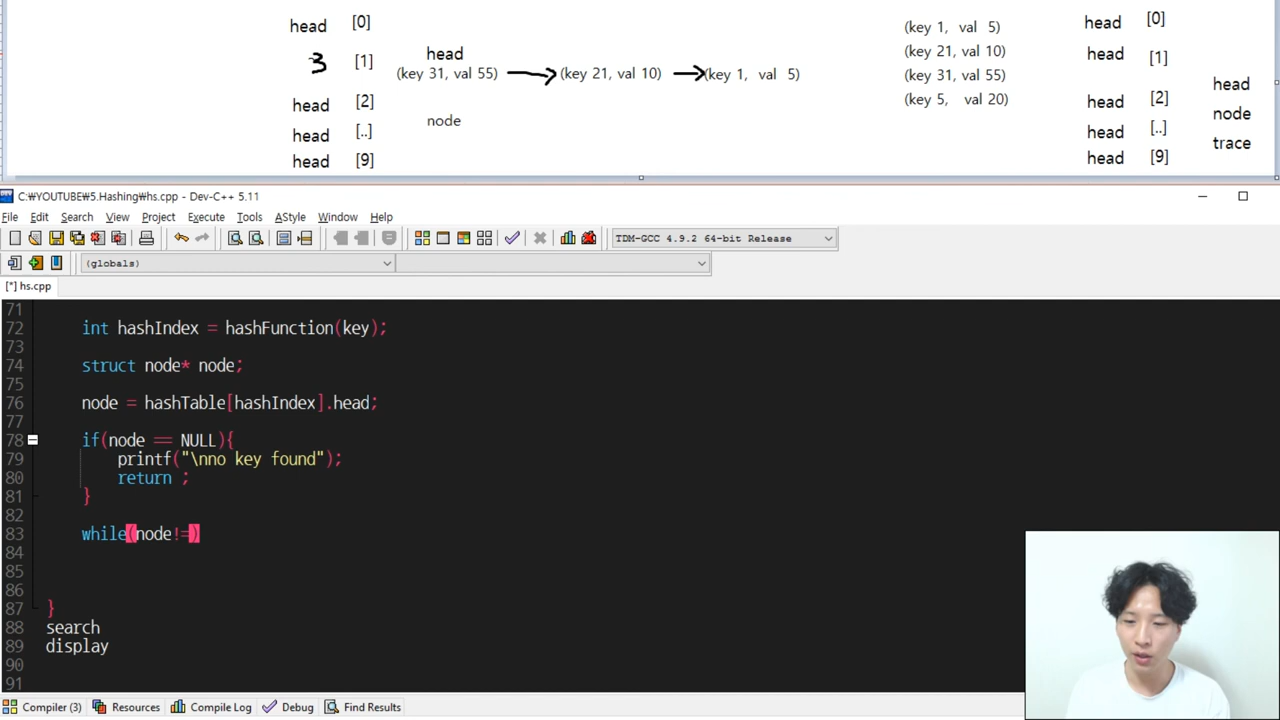 head [0]
3 [1]
head [2]
head [..]
head [9]
head
(key 31, val 55) (key 21, val 10) (key 1, val 5)
node
(key 1, val 5)
(key 21, val 10)
(key 31, val 55)
(key 5, val 20)
head [0]
head [1]
head [2]
head [..]
head [9]
head
node
trace
C:₩YOUTUBE₩5.Hashing₩hs.cpp - Dev-C++ 5.11
File Edit Search View Project Execute Tools AStyle Window Help
TDM-GCC 4.9.2 64-bit Release
(globals)
[*] hs.cpp
71
72 int hashIndex = hashFunction(key);
73
74 struct node* node;
75
76 node = hashTable[hashIndex].head;
77
78 if(node == NULL){
79 printf("\nno key found");
80 return ;
81 }
82
83 while(node!=)
84
85
86
87 }
88 search
89 display
90
91
Compiler (3) Resources Compile Log Debug Find Results